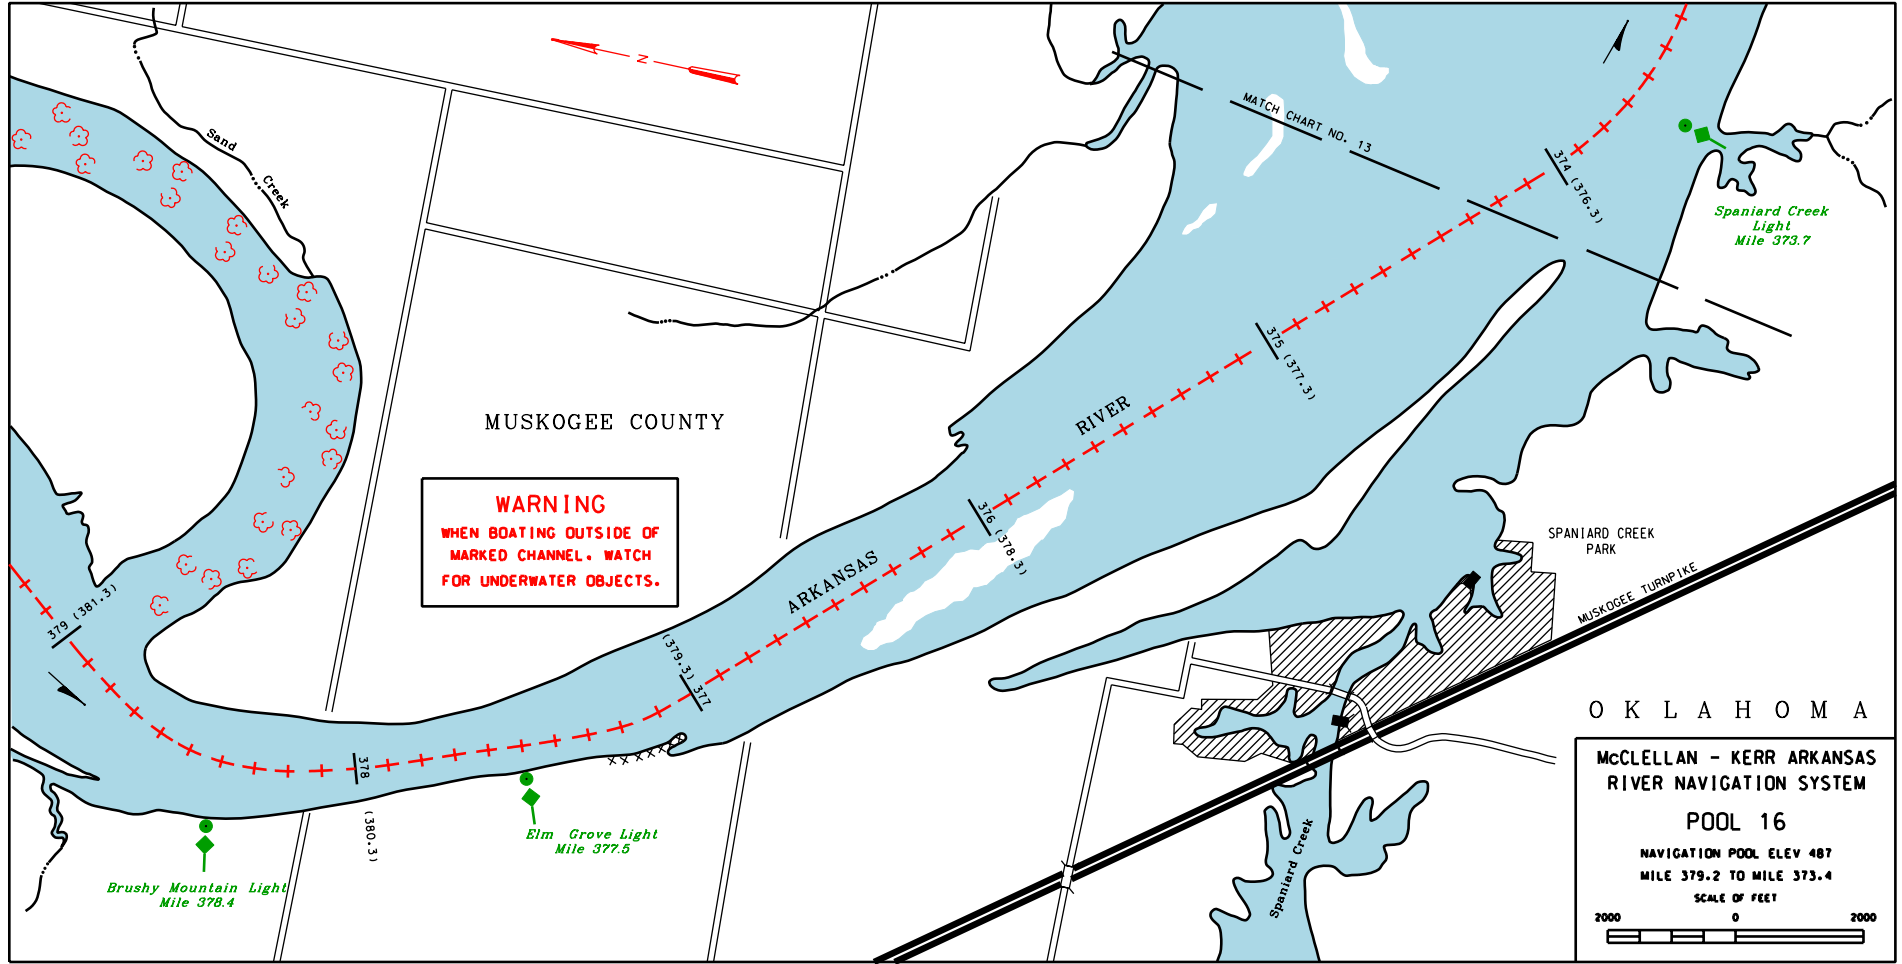 N
Sand
Creek
MATCH CHART NO. 13
374 (376.3)
Spaniard Creek
Light
Mile 373.7
375 (377.3)
MUSKOGEE COUNTY
RIVER
WARNING
WHEN BOATING OUTSIDE OF
MARKED CHANNEL. WATCH
FOR UNDERWATER OBJECTS.
376 (378.3)
ARKANSAS
SPANIARD CREEK
PARK
MUSKOGEE TURNPIKE
379 (381.3)
(379.3) 377
378
(380.3)
Elm Grove Light
Mile 377.5
Brushy Mountain Light
Mile 378.4
Spaniard Creek
OKLAHOMA
McCLELLAN - KERR ARKANSAS
RIVER NAVIGATION SYSTEM
POOL 16
NAVIGATION POOL ELEV 487
MILE 379.2 TO MILE 373.4
SCALE OF FEET
2000 0 2000